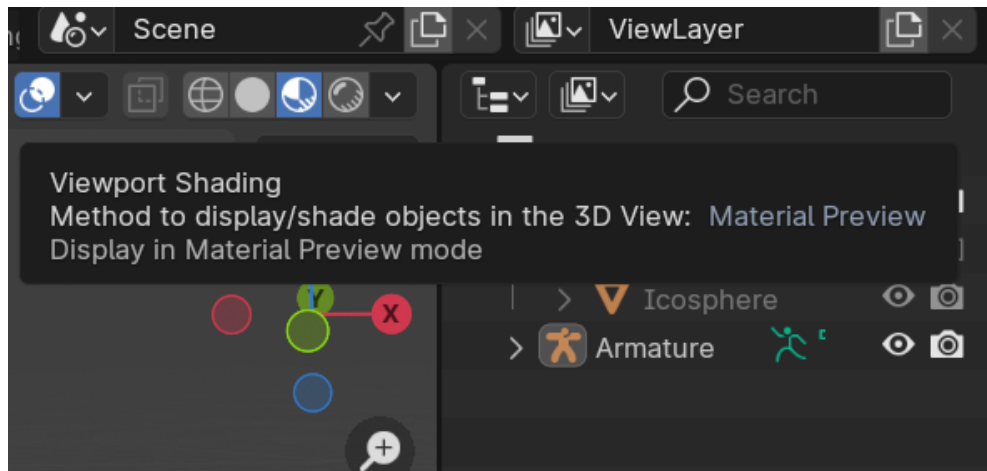 Scene
ViewLayer
Search
Viewport Shading
Method to display/shade objects in the 3D View: Material Preview
Display in Material Preview mode
Y
X
Icosphere
Armature